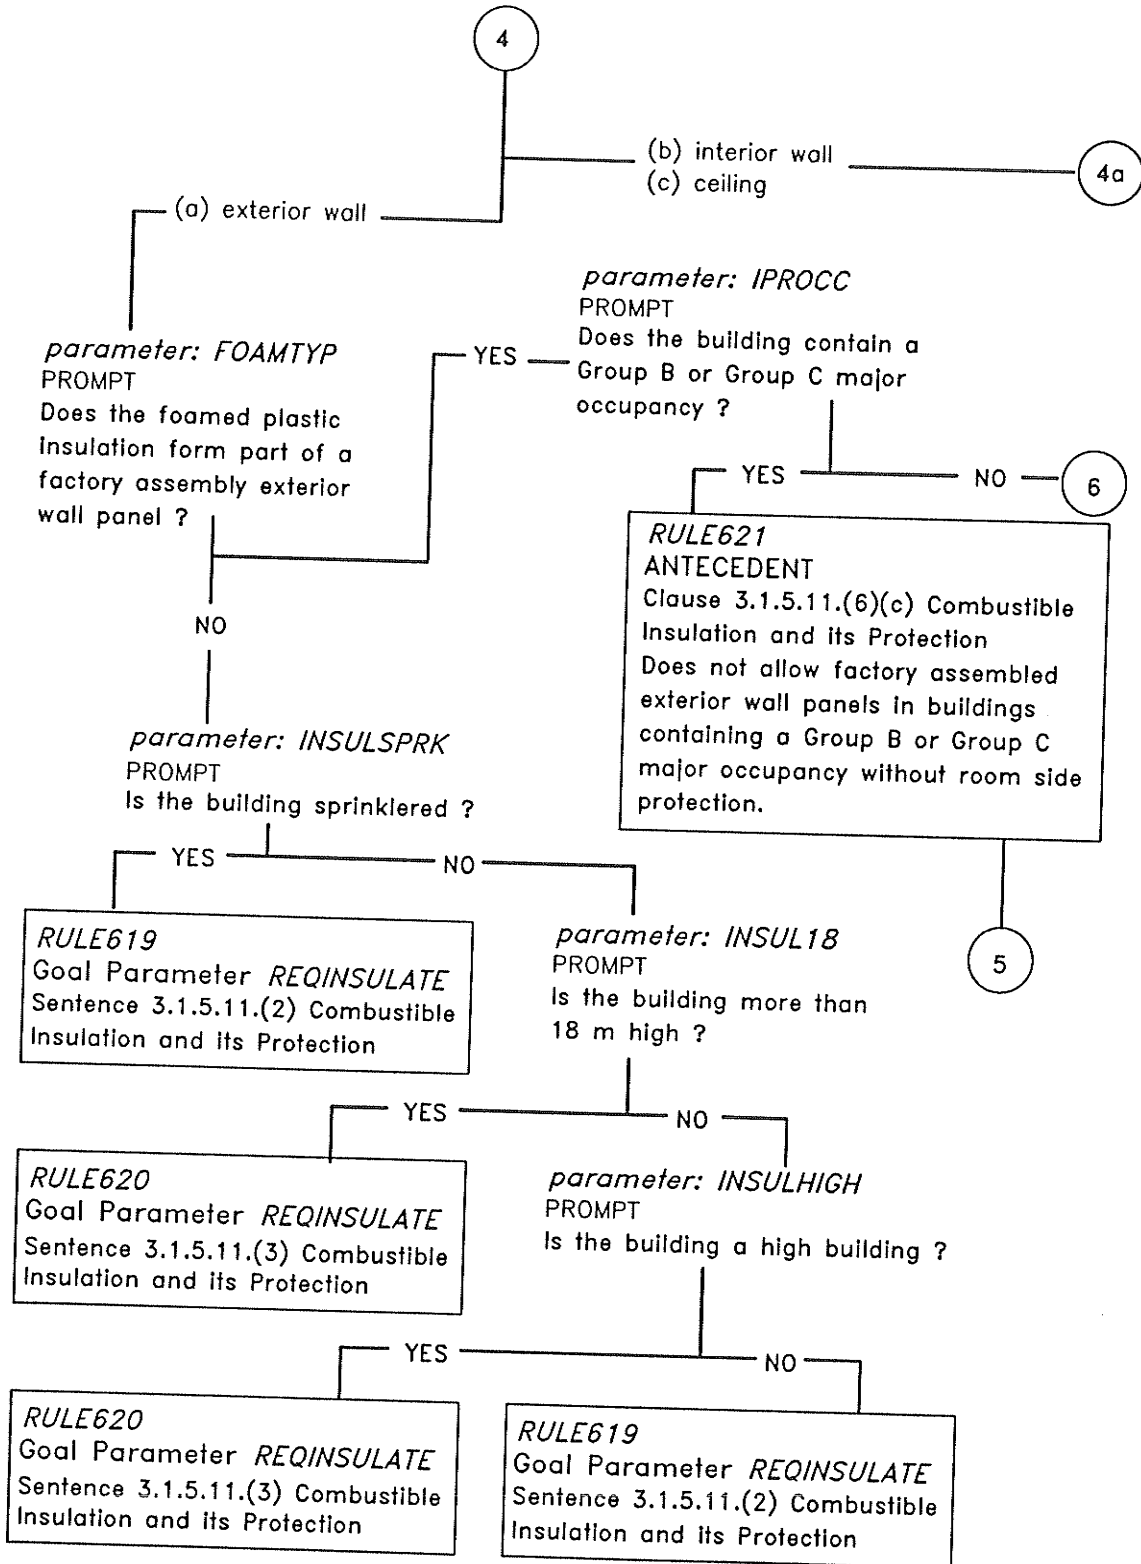 4
(b) interior wall
(c) ceiling
4a
(a) exterior wall
parameter: FOAMTYP
PROMPT
Does the foamed plastic
insulation form part of a
factory assembly exterior
wall panel ?
YES
parameter: IPROCC
PROMPT
Does the building contain a
Group B or Group C major
occupancy ?
YES
NO
6
RULE621
ANTECEDENT
Clause 3.1.5.11.(6)(c) Combustible
Insulation and its Protection
Does not allow factory assembled
exterior wall panels in buildings
containing a Group B or Group C
major occupancy without room side
protection.
5
NO
parameter: INSULSPRK
PROMPT
Is the building sprinklered ?
YES
NO
RULE619
Goal Parameter REQINSULATE
Sentence 3.1.5.11.(2) Combustible
Insulation and its Protection
parameter: INSUL18
PROMPT
Is the building more than
18 m high ?
YES
NO
RULE620
Goal Parameter REQINSULATE
Sentence 3.1.5.11.(3) Combustible
Insulation and its Protection
parameter: INSULHIGH
PROMPT
Is the building a high building ?
YES
NO
RULE620
Goal Parameter REQINSULATE
Sentence 3.1.5.11.(3) Combustible
Insulation and its Protection
RULE619
Goal Parameter REQINSULATE
Sentence 3.1.5.11.(2) Combustible
Insulation and its Protection